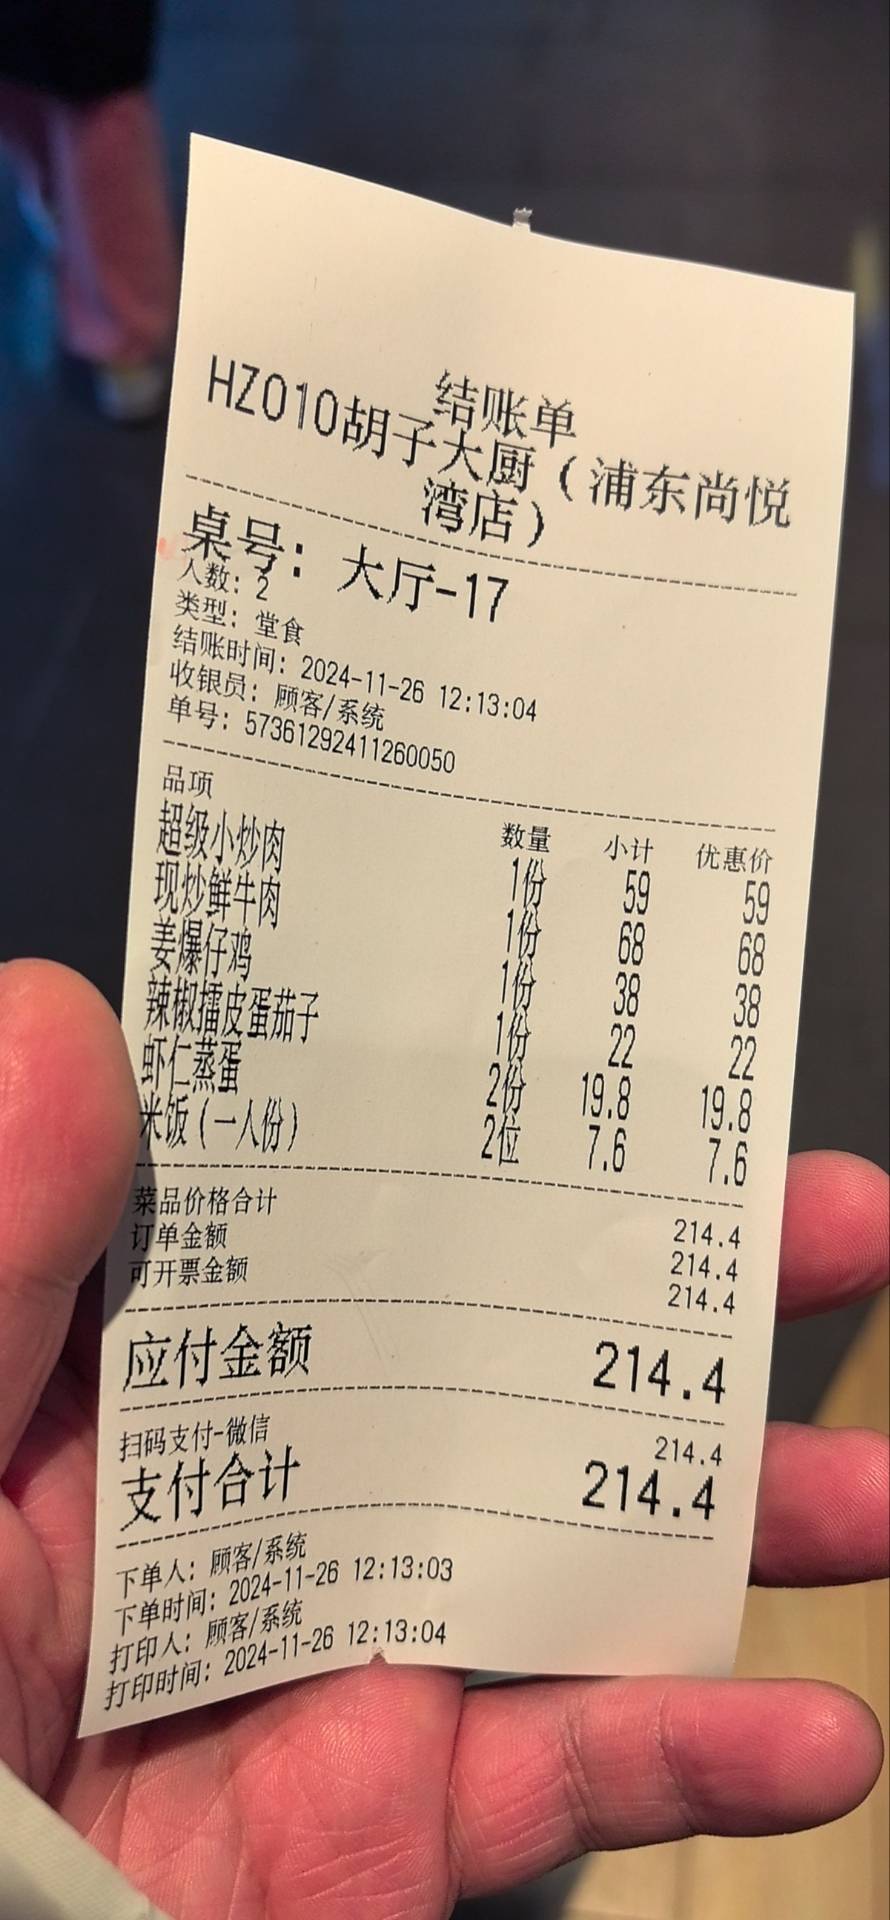 结账单
HZ010胡子大厨（浦东尚悦
湾店）
桌号：大厅-17
人数：2
类型：堂食
结账时间：2024-11-26 12:13:04
收银员：顾客/系统
单号：57361292411260050
品项 数量 小计 优惠价
超级小炒肉 1份 59 59
现炒鲜牛肉 1份 68 68
姜爆仔鸡 1份 38 38
辣椒擂皮蛋茄子 1份 22 22
虾仁蒸蛋 2份 19.8 19.8
米饭（一人份） 2位 7.6 7.6
菜品价格合计 214.4
订单金额 214.4
可开票金额 214.4
应付金额 214.4
扫码支付-微信 214.4
支付合计 214.4
下单人：顾客/系统
下单时间：2024-11-26 12:13:03
打印人：顾客/系统
打印时间：2024-11-26 12:13:04